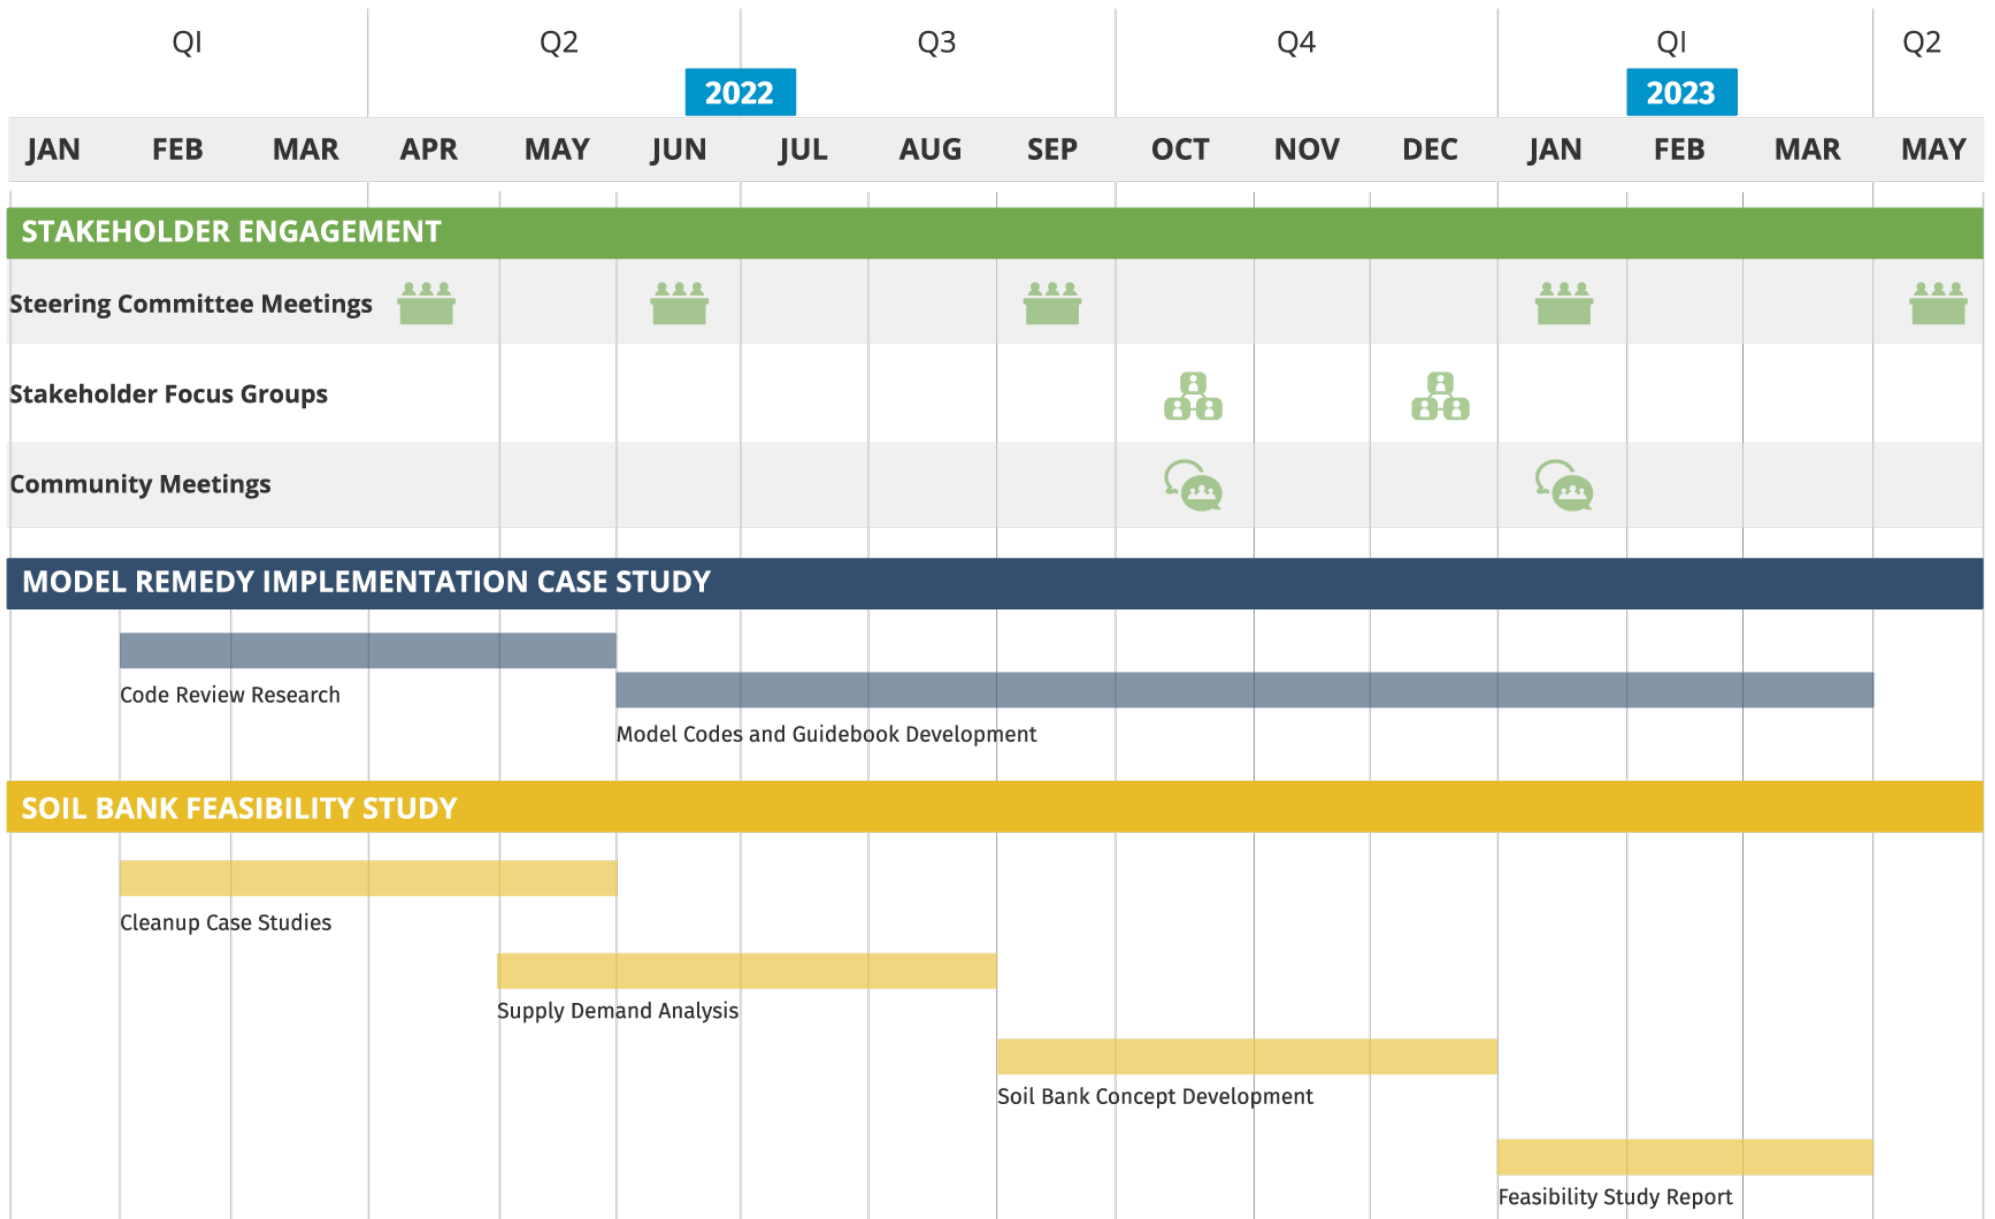 QI Q2 Q3 Q4 QI Q2
2022 2023
JAN FEB MAR APR MAY JUN JUL AUG SEP OCT NOV DEC JAN FEB MAR MAY
STAKEHOLDER ENGAGEMENT
Steering Committee Meetings
Stakeholder Focus Groups
Community Meetings
MODEL REMEDY IMPLEMENTATION CASE STUDY
Code Review Research
Model Codes and Guidebook Development
SOIL BANK FEASIBILITY STUDY
Cleanup Case Studies
Supply Demand Analysis
Soil Bank Concept Development
Feasibility Study Report